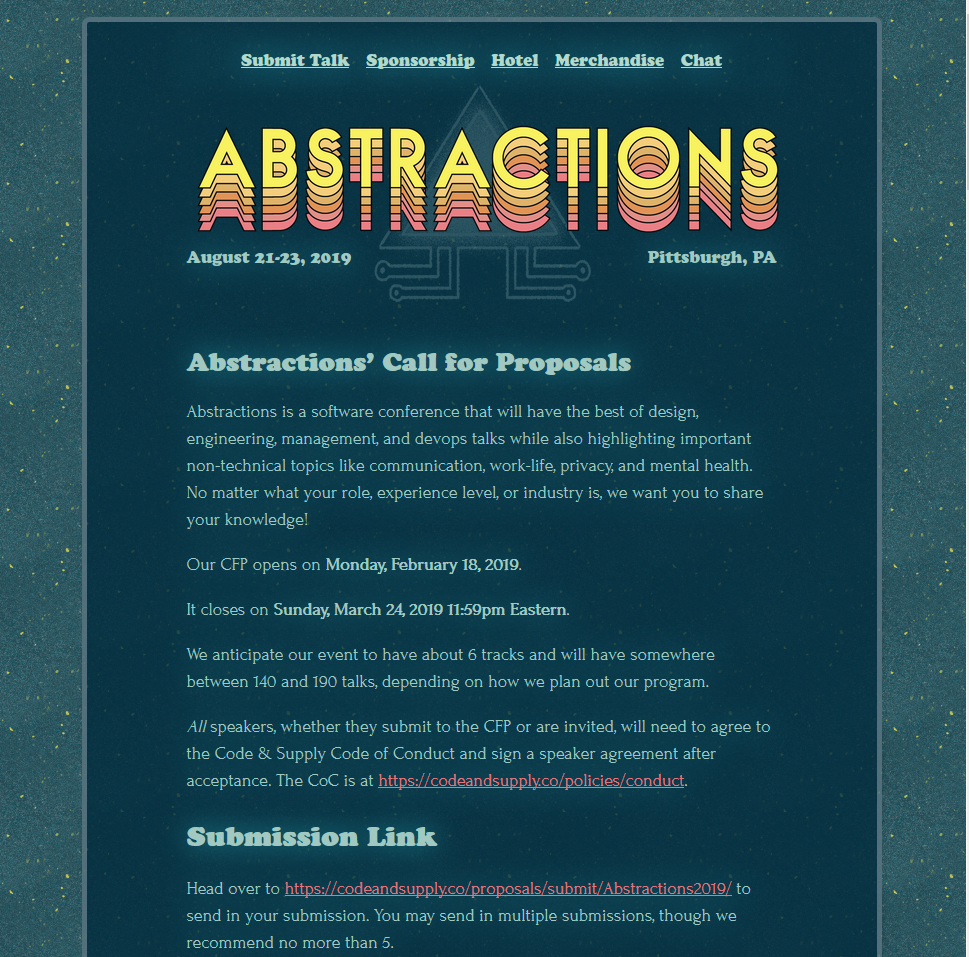 Submit Talk Sponsorship Hotel Merchandise Chat
ABSTRACTIONS
August 21-23, 2019 Pittsburgh, PA
Abstractions’ Call for Proposals
Abstractions is a software conference that will have the best of design,
engineering, management, and devops talks while also highlighting important
non-technical topics like communication, work-life, privacy, and mental health.
No matter what your role, experience level, or industry is, we want you to share
your knowledge!
Our CFP opens on Monday, February 18, 2019.
It closes on Sunday, March 24, 2019 11:59pm Eastern.
We anticipate our event to have about 6 tracks and will have somewhere
between 140 and 190 talks, depending on how we plan out our program.
All speakers, whether they submit to the CFP or are invited, will need to agree to
the Code & Supply Code of Conduct and sign a speaker agreement after
acceptance. The CoC is at https://codeandsupply.co/policies/conduct.
Submission Link
Head over to https://codeandsupply.co/proposals/submit/Abstractions2019/ to
send in your submission. You may send in multiple submissions, though we
recommend no more than 5.